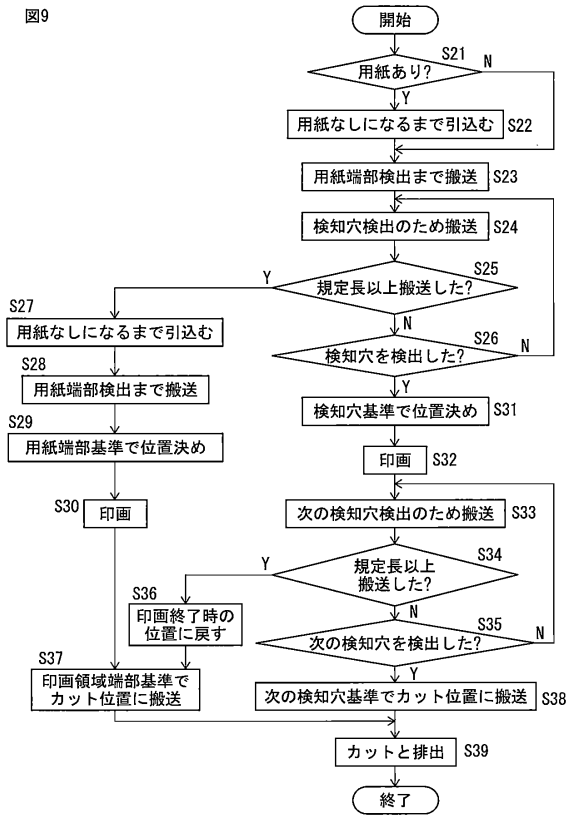 図9
開始
S21
用紙あり?
N
Y
用紙なしになるまで引込む
S22
用紙端部検出まで搬送
S23
検知穴検出のため搬送
S24
S25
規定長以上搬送した?
Y
N
S27
用紙なしになるまで引込む
S26
検知穴を検出した?
N
Y
S28
用紙端部検出まで搬送
S29
用紙端部基準で位置決め
検知穴基準で位置決め
S31
印画
S32
S30
印画
次の検知穴検出のため搬送
S33
S34
規定長以上
搬送した?
Y
N
S36
印画終了時の
位置に戻す
S35
次の検知穴を検出した?
N
Y
S37
印画領域端部基準で
カット位置に搬送
次の検知穴基準でカット位置に搬送
S38
カットと排出
S39
終了